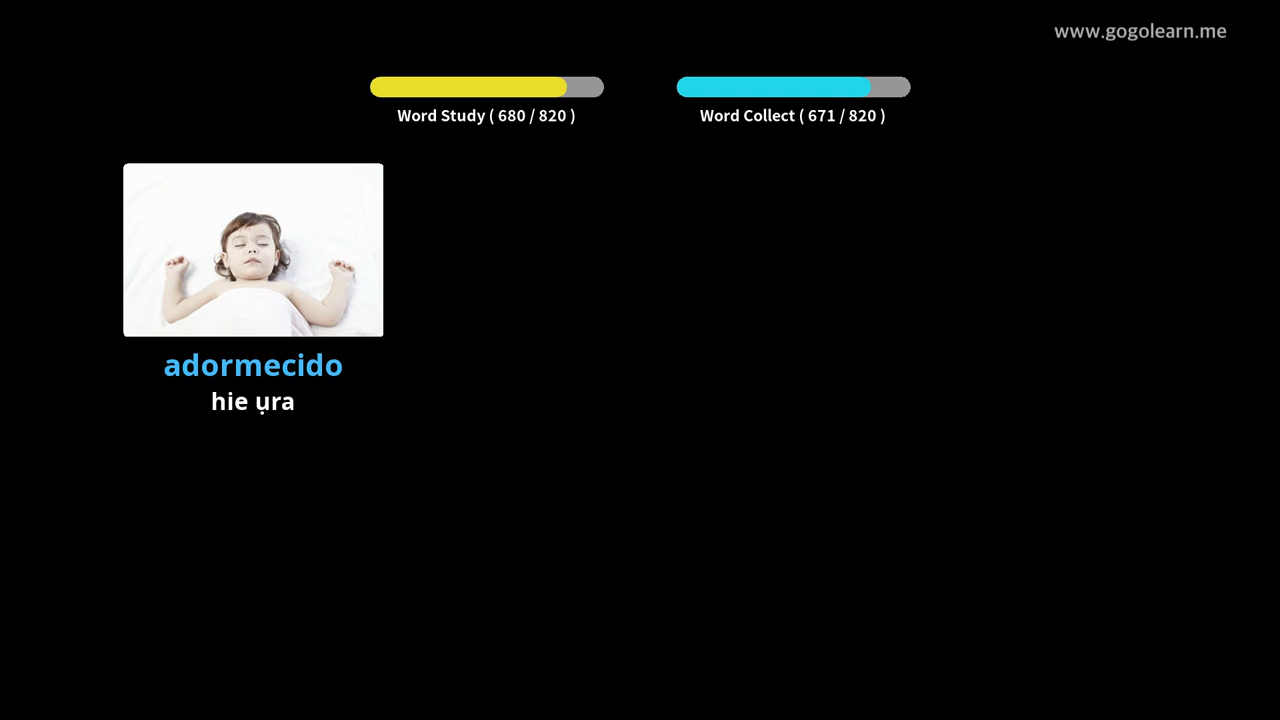 www.gogolearn.me
Word Study ( 680 / 820 )
Word Collect ( 671 / 820 )
adormecido
hie ụra